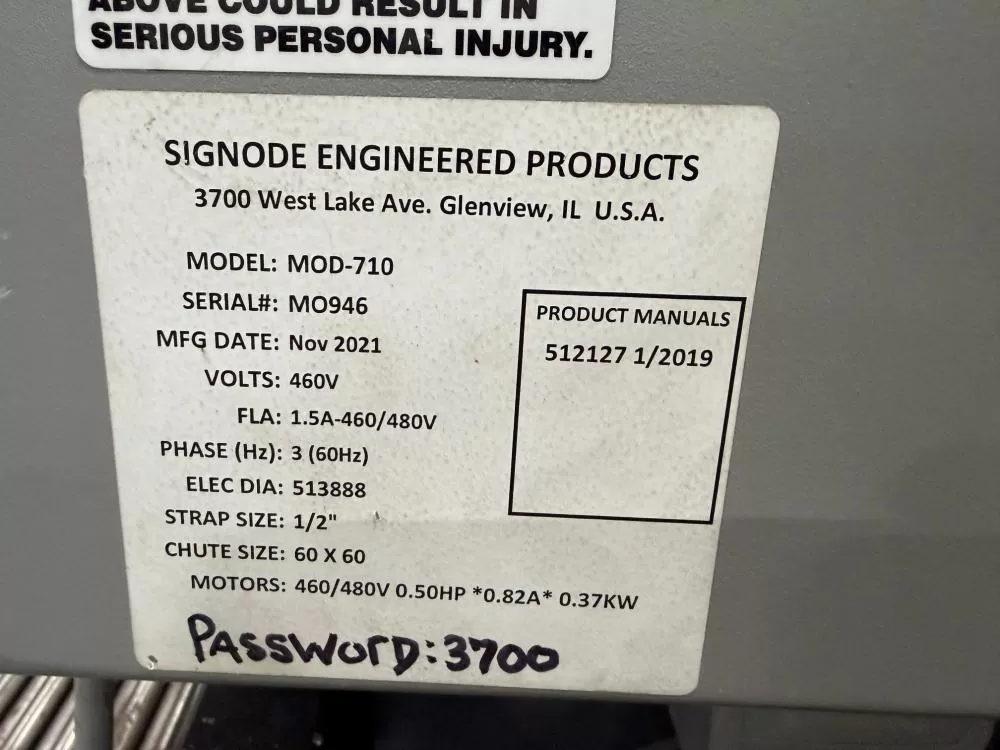 ABOVE COULD RESULT IN
SERIOUS PERSONAL INJURY.
SIGNODE ENGINEERED PRODUCTS
3700 West Lake Ave. Glenview, IL U.S.A.
MODEL: MOD-710
SERIAL#: MO946
MFG DATE: Nov 2021
VOLTS: 460V
FLA: 1.5A-460/480V
PHASE (Hz): 3 (60Hz)
ELEC DIA: 513888
STRAP SIZE: 1/2"
CHUTE SIZE: 60 X 60
MOTORS: 460/480V 0.50HP *0.82A* 0.37KW
PRODUCT MANUALS
512127 1/2019
PASSWORD: 3700